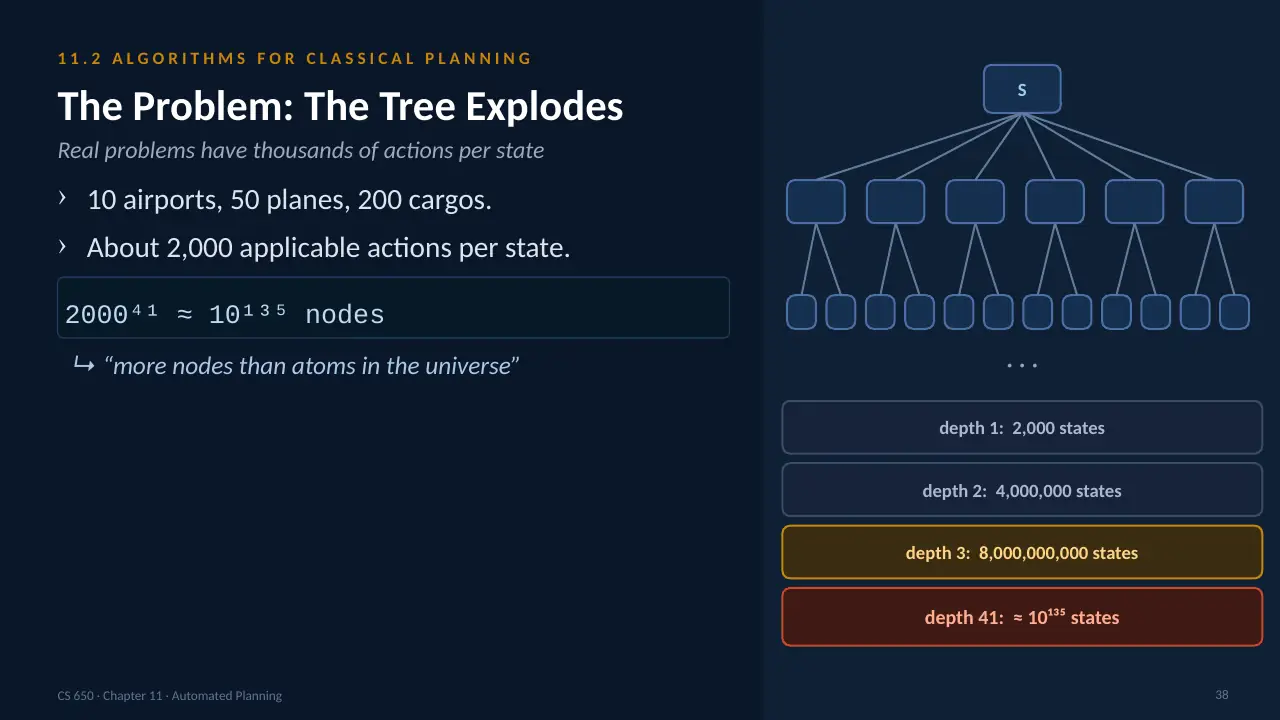 11.2 ALGORITHMS FOR CLASSICAL PLANNING
The Problem: The Tree Explodes
Real problems have thousands of actions per state
› 10 airports, 50 planes, 200 cargos.
› About 2,000 applicable actions per state.
2000⁴¹ ≈ 10¹³⁵ nodes
↪ “more nodes than atoms in the universe”
S
· · ·
depth 1: 2,000 states
depth 2: 4,000,000 states
depth 3: 8,000,000,000 states
depth 41: ≈ 10¹³⁵ states
CS 650 · Chapter 11 · Automated Planning
38